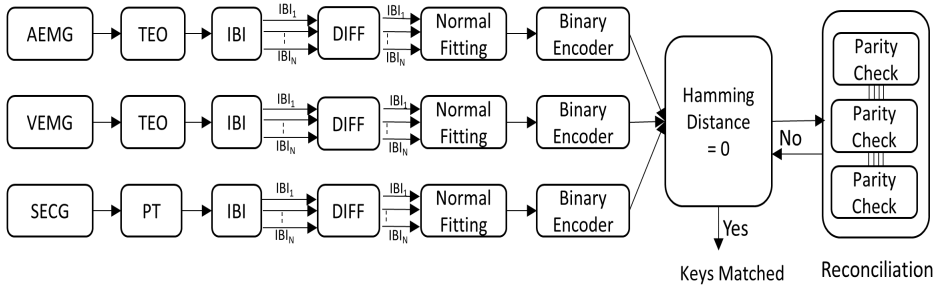 AEMG
TEO
IBI
IBI1
IBIN
DIFF
IBI1
IBIN
Normal
Fitting
Binary
Encoder
VEMG
TEO
IBI
IBI1
IBIN
DIFF
IBI1
IBIN
Normal
Fitting
Binary
Encoder
SECG
PT
IBI
IBI1
IBIN
DIFF
IBI1
IBIN
Normal
Fitting
Binary
Encoder
Hamming
Distance
= 0
No
Yes
Keys Matched
Parity
Check
Parity
Check
Parity
Check
Reconciliation